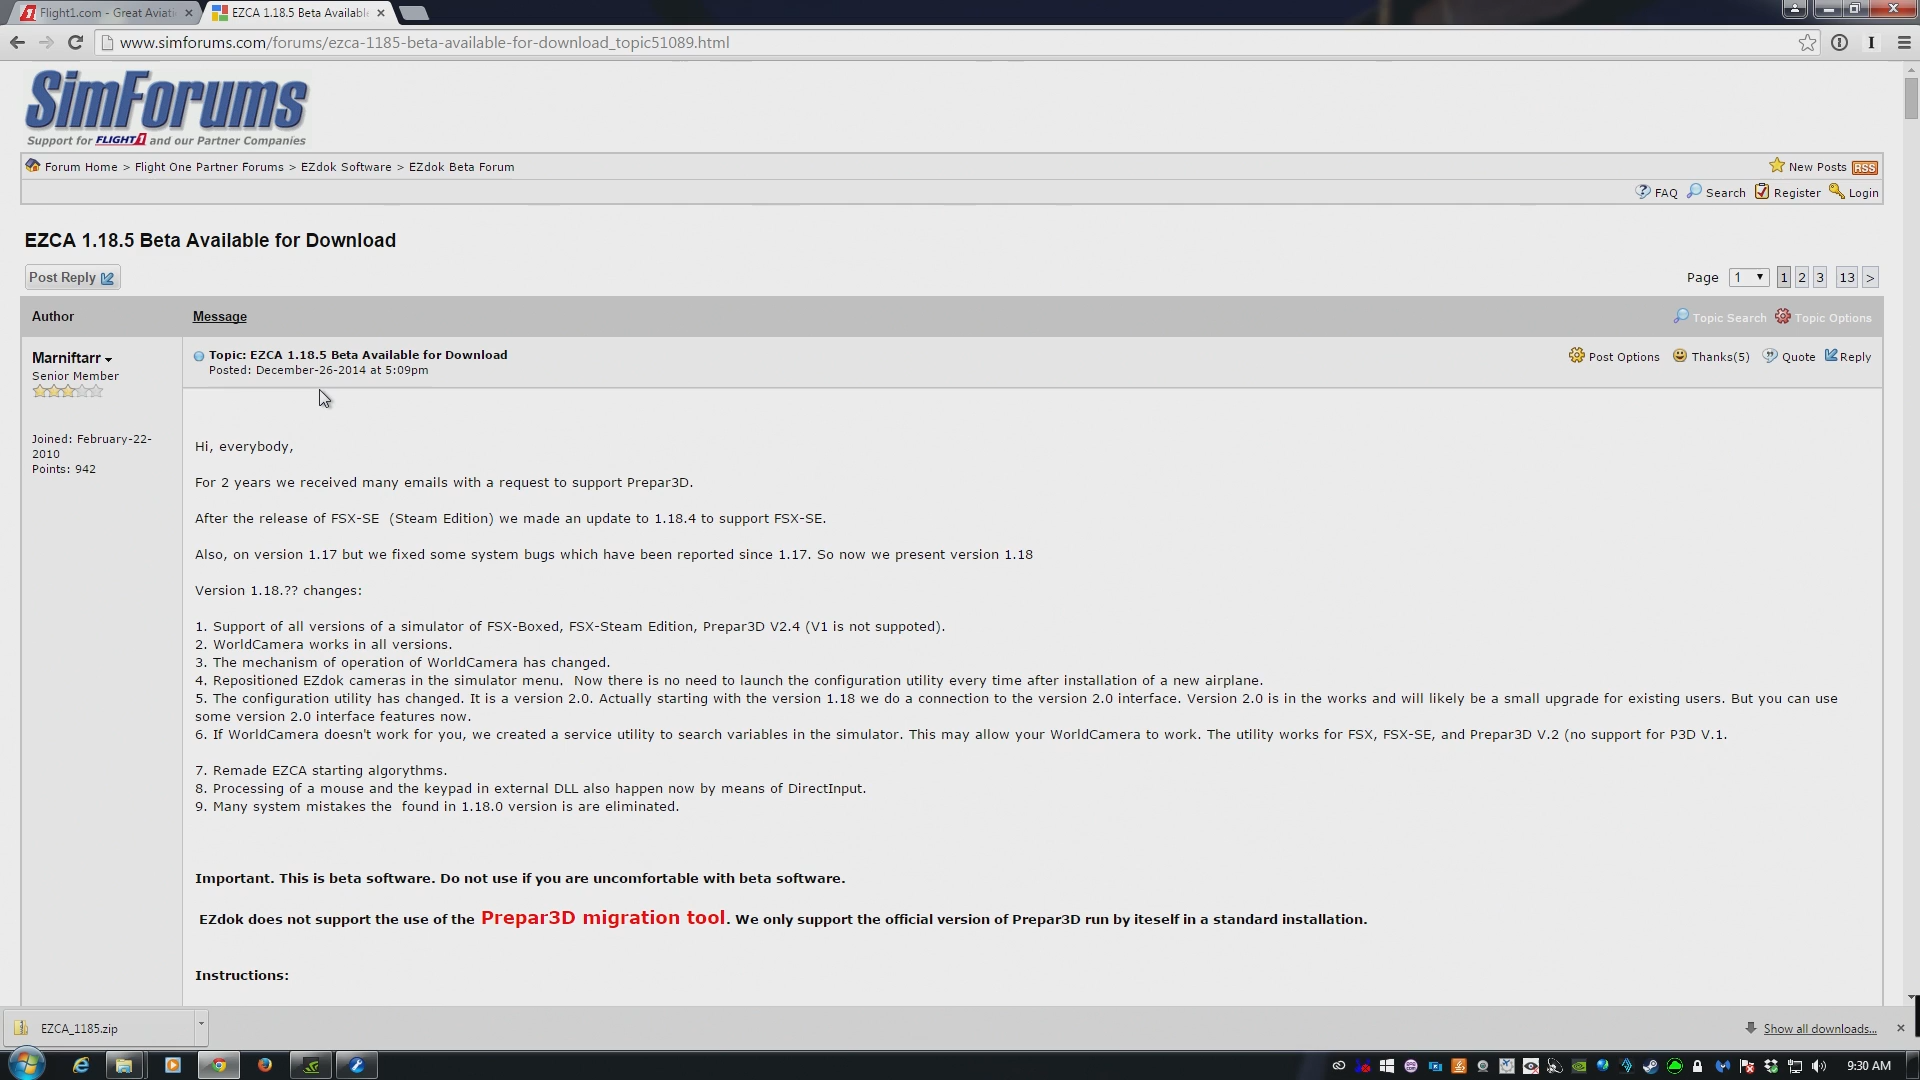 Flight1.com - Great Aviati
EZCA 1.18.5 Beta Availabl
www.simforums.com/forums/ezca-1185-beta-available-for-download_topic51089.html
SimForums
Support for FLIGHT1 and our Partner Companies
Forum Home > Flight One Partner Forums > EZdok Software > EZdok Beta Forum
New Posts RSS
FAQ Search Register Login
EZCA 1.18.5 Beta Available for Download
Post Reply
Page 1 1 2 3 13 >
Author Message Topic Search Topic Options
Marniftarr
Senior Member
Joined: February-22-
2010
Points: 942
Topic: EZCA 1.18.5 Beta Available for Download
Posted: December-26-2014 at 5:09pm
Post Options Thanks(5) Quote Reply
Hi, everybody,
For 2 years we received many emails with a request to support Prepar3D.
After the release of FSX-SE (Steam Edition) we made an update to 1.18.4 to support FSX-SE.
Also, on version 1.17 but we fixed some system bugs which have been reported since 1.17. So now we present version 1.18
Version 1.18.?? changes:
1. Support of all versions of a simulator of FSX-Boxed, FSX-Steam Edition, Prepar3D V2.4 (V1 is not suppoted).
2. WorldCamera works in all versions.
3. The mechanism of operation of WorldCamera has changed.
4. Repositioned EZdok cameras in the simulator menu. Now there is no need to launch the configuration utility every time after installation of a new airplane.
5. The configuration utility has changed. It is a version 2.0. Actually starting with the version 1.18 we do a connection to the version 2.0 interface. Version 2.0 is in the works and will likely be a small upgrade for existing users. But you can use
some version 2.0 interface features now.
6. If WorldCamera doesn't work for you, we created a service utility to search variables in the simulator. This may allow your WorldCamera to work. The utility works for FSX, FSX-SE, and Prepar3D V.2 (no support for P3D V.1.
7. Remade EZCA starting algorythms.
8. Processing of a mouse and the keypad in external DLL also happen now by means of DirectInput.
9. Many system mistakes the found in 1.18.0 version is are eliminated.
Important. This is beta software. Do not use if you are uncomfortable with beta software.
EZdok does not support the use of the Prepar3D migration tool. We only support the official version of Prepar3D run by iteself in a standard installation.
Instructions:
EZCA_1185.zip
Show all downloads...
9:30 AM